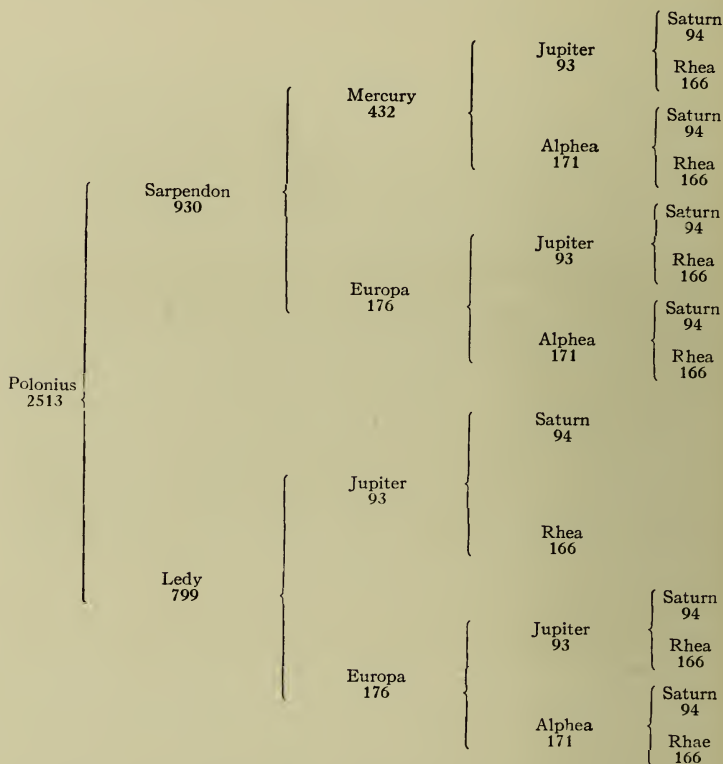 Saturn
94
Jupiter
93
Rhea
166
Mercury
432
Saturn
94
Alphea
171
Rhea
166
Sarpendon
930
Saturn
94
Jupiter
93
Rhea
166
Europa
176
Saturn
94
Alphea
171
Rhea
166
Polonius
2513
Saturn
94
Jupiter
93
Rhea
166
Ledy
799
Saturn
94
Jupiter
93
Rhea
166
Europa
176
Saturn
94
Alphea
171
Rhae
166